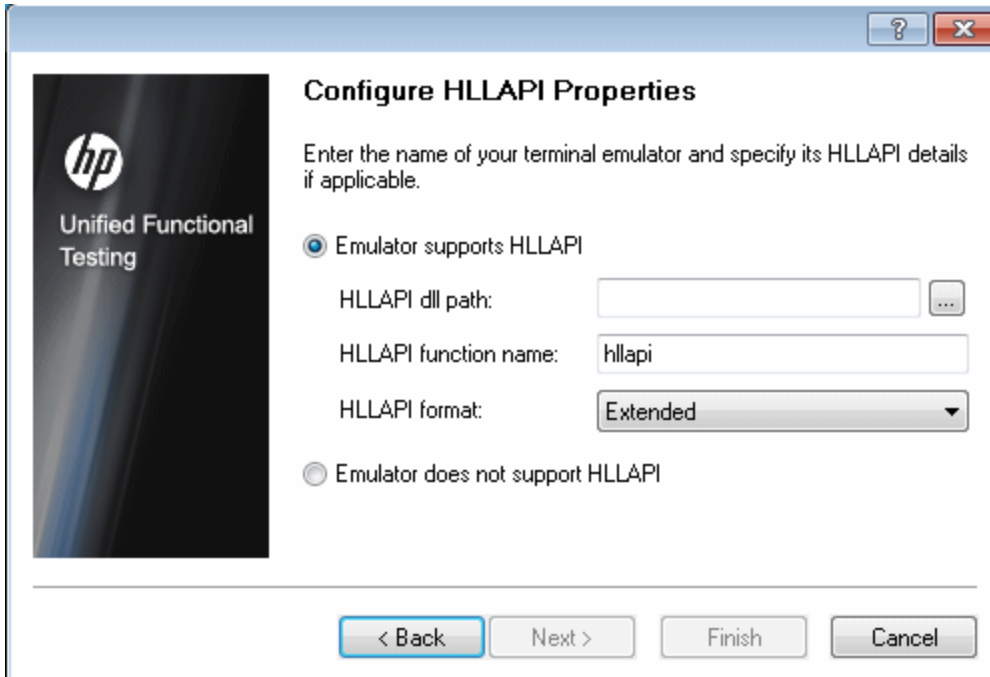 ?
hp
Unified Functional
Testing
Configure HLLAPI Properties
Enter the name of your terminal emulator and specify its HLLAPI details
if applicable.
Emulator supports HLLAPI
HLLAPI dll path:
...
HLLAPI function name:
hllapi
HLLAPI format:
Extended
Emulator does not support HLLAPI
< Back
Next >
Finish
Cancel